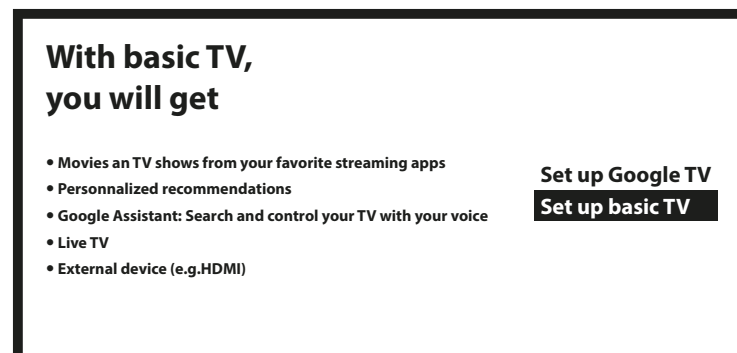 With basic TV,
you will get
• Movies an TV shows from your favorite streaming apps
• Personnalized recommendations
• Google Assistant: Search and control your TV with your voice
• Live TV
• External device (e.g.HDMI)
Set up Google TV
Set up basic TV